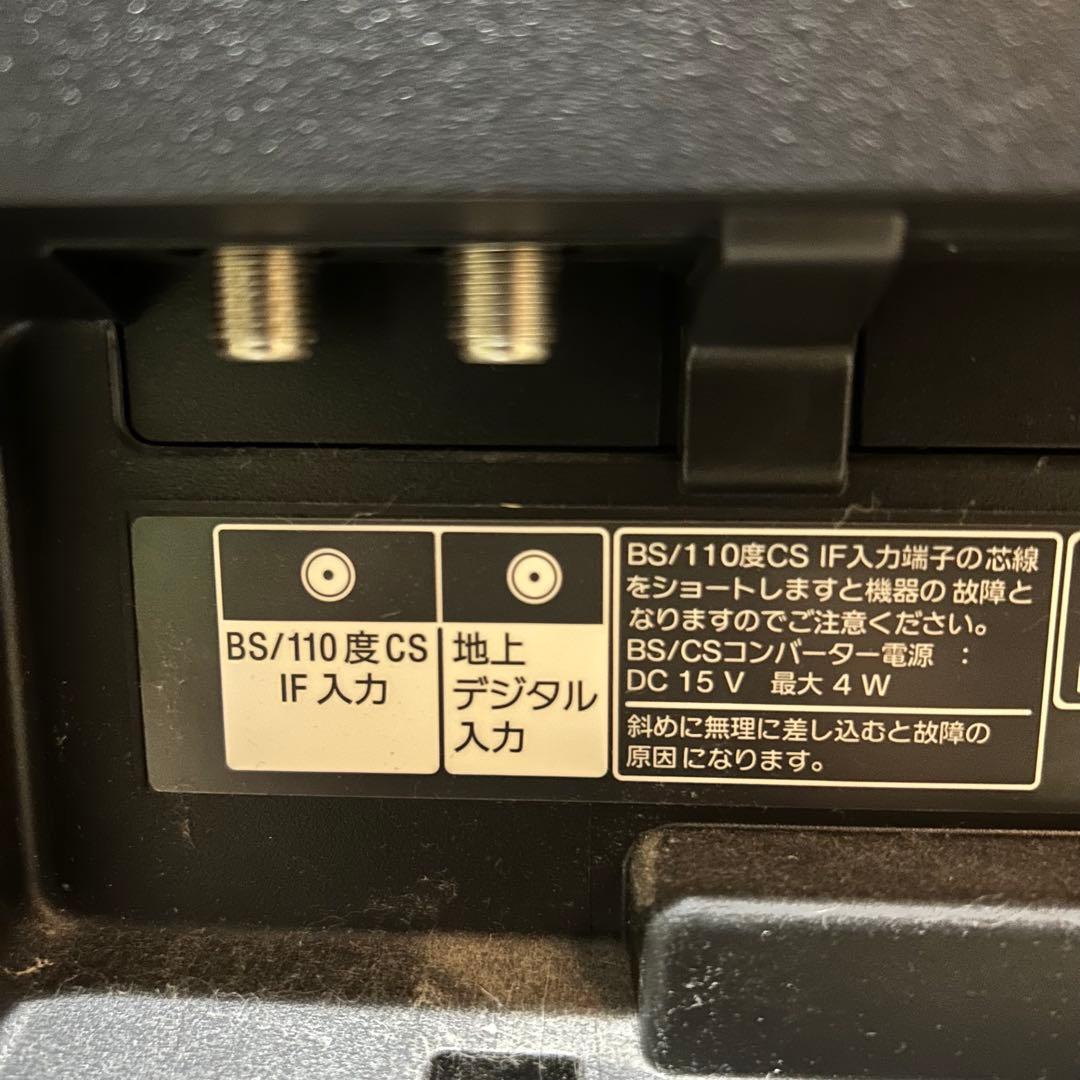 BS/110度CS
IF入力
地上
デジタル
入力
BS/110度CS IF入力端子の芯線
をショートしますと機器の故障と
なりますのでご注意ください。
BS/CSコンバーター電源 :
DC 15 V 最大 4 W
斜めに無理に差し込むと故障の
原因になります。